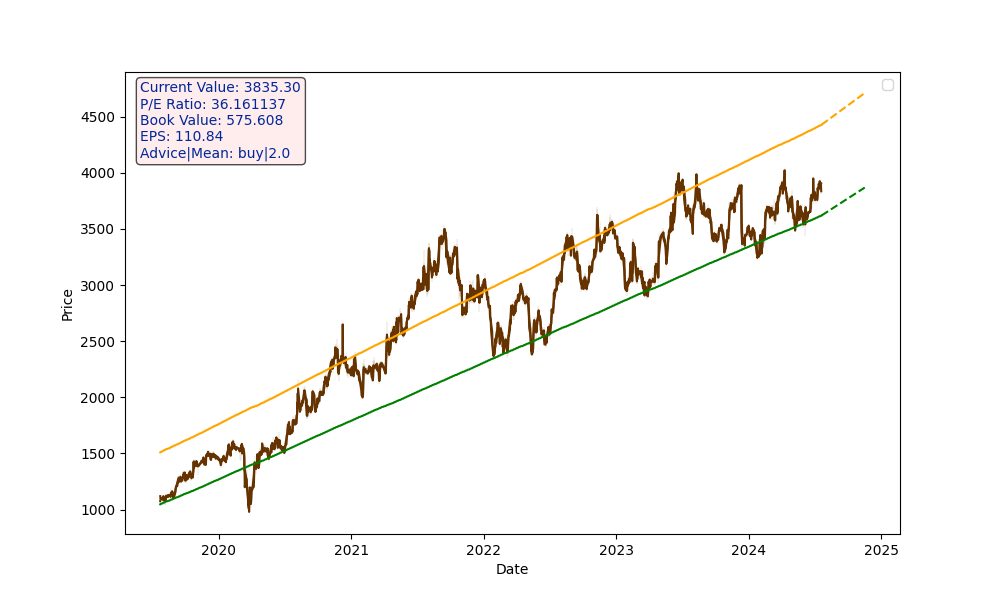 Current Value: 3835.30
P/E Ratio: 36.161137
Book Value: 575.608
EPS: 110.84
Advice|Mean: buy|2.0
4500
4000
3500
3000
2500
2000
1500
1000
Price
2020 2021 2022 2023 2024 2025
Date